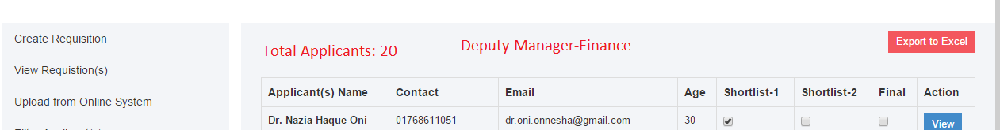 Create Requisition
View Requistion(s)
Upload from Online System
Total Applicants: 20
Deputy Manager-Finance
Export to Excel
Applicant(s) Name Contact Email Age Shortlist-1 Shortlist-2 Final Action
Dr. Nazia Haque Oni 01768611051 dr.oni.onnesha@gmail.com 30 View